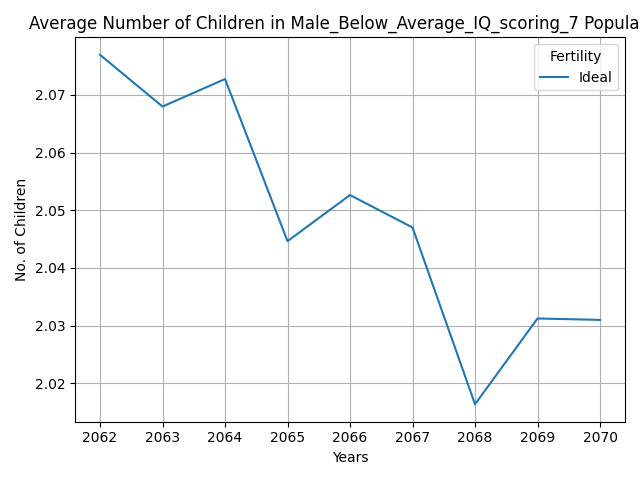 Average Number of Children in Male_Below_Average_IQ_scoring_7 Popula
Fertility
Ideal
No. of Children
2.07
2.06
2.05
2.04
2.03
2.02
2062 2063 2064 2065 2066 2067 2068 2069 2070
Years